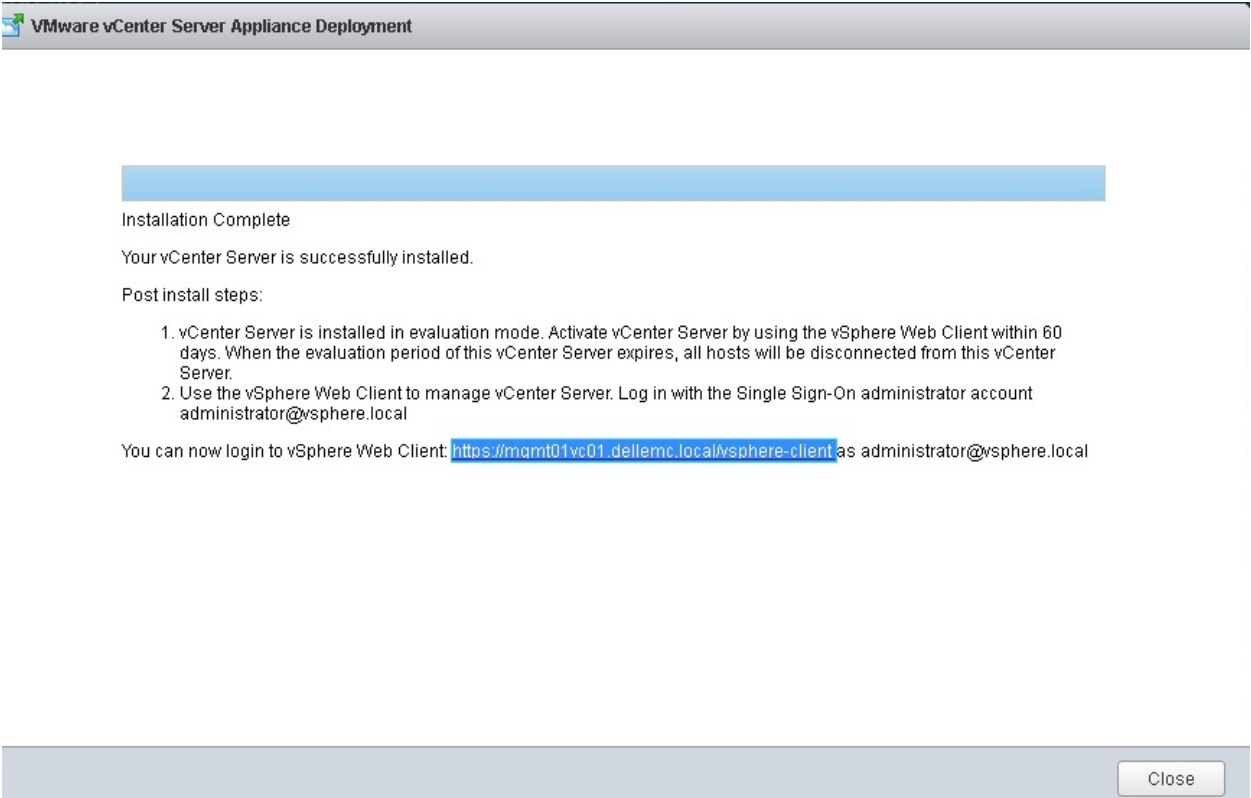 VMware vCenter Server Appliance Deployment
Installation Complete
Your vCenter Server is successfully installed.
Post install steps:
1. vCenter Server is installed in evaluation mode. Activate vCenter Server by using the vSphere Web Client within 60
days. When the evaluation period of this vCenter Server expires, all hosts will be disconnected from this vCenter
Server.
2. Use the vSphere Web Client to manage vCenter Server. Log in with the Single Sign-On administrator account
administrator@vsphere.local
You can now login to vSphere Web Client: https://mgmt01vc01.dellemc.local/vsphere-client as administrator@vsphere.local
Close